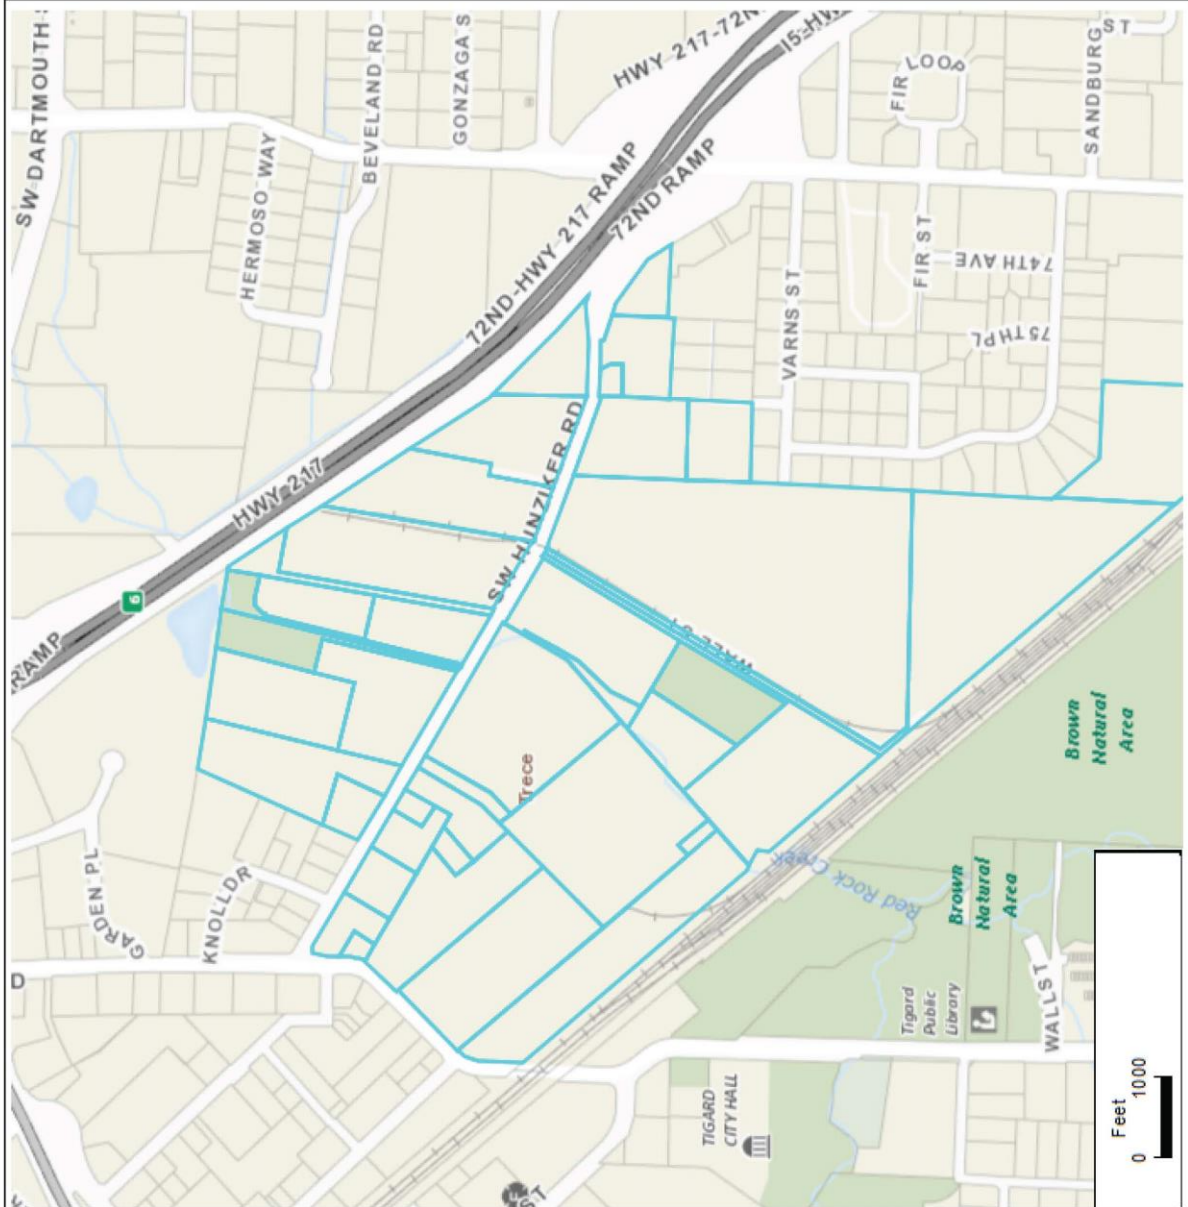 SW DARTMOUTH S
BEVELAND RD
GONZAGA S
HWY 217-72N
I5-HW
FIR LOOP
SANDBURG
ST
HERMOSO WAY
72ND-HWY 217 RAMP
72ND RAMP
VARNS ST
FIR ST
74TH AVE
75TH PL
HWY 217
SW HUNZIKER RD
6
RAMP
WALL ST
Brown
Natural
Area
Trece
GARDEN PL
KNOLL DR
Red Rock Creek
Brown
Natural
Area
D
Tigard
Public
Library
WALL ST
TIGARD
CITY HALL
ST
Feet
0 1000